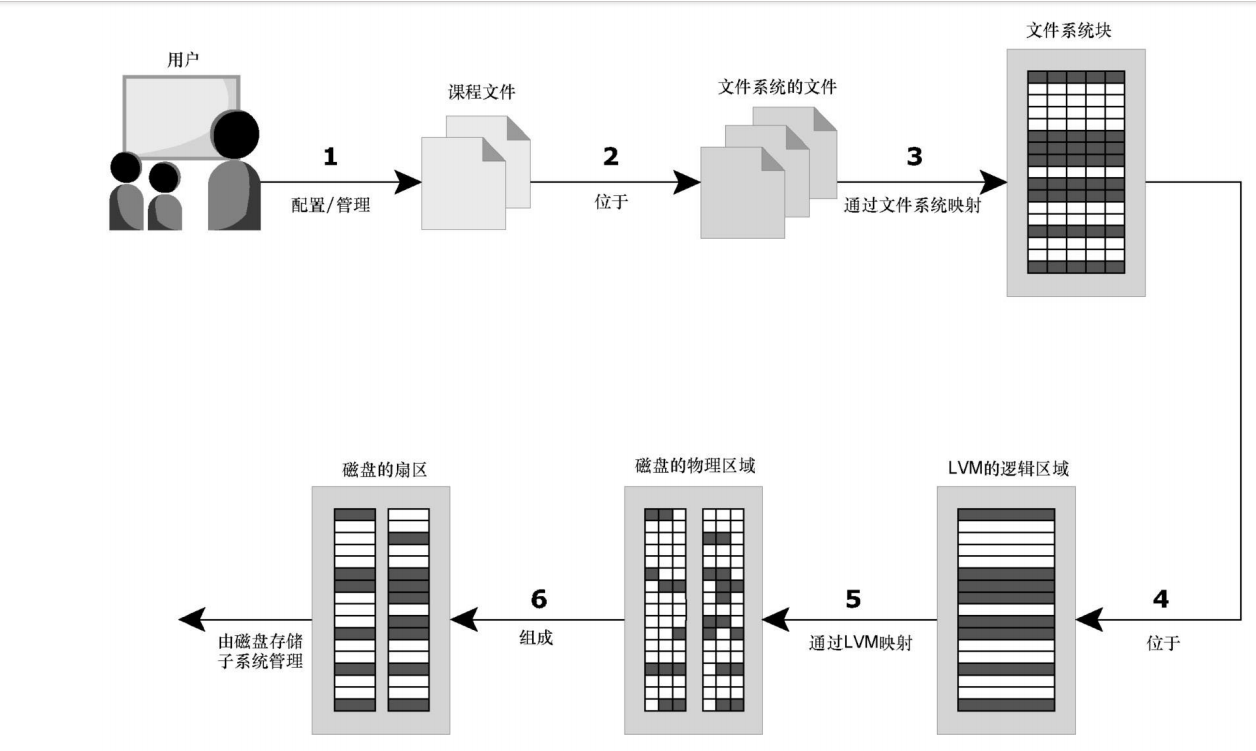 用户
课程文件
文件系统的文件
文件系统块
1
配置/管理
2
位于
3
通过文件系统映射
磁盘的扇区
磁盘的物理区域
LVM的逻辑区域
4
位于
5
通过LVM映射
6
组成
由磁盘存储
子系统管理